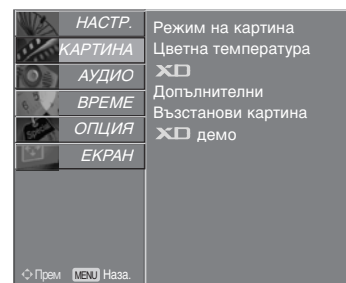 НАСТР.
КАРТИНА
АУДИО
ВРЕМЕ
ОПЦИЯ
ЕКРАН
Прем MENU Наза.
Режим на картина
Цветна температура
XD
Допълнителни
Възстанови картина
XD демо